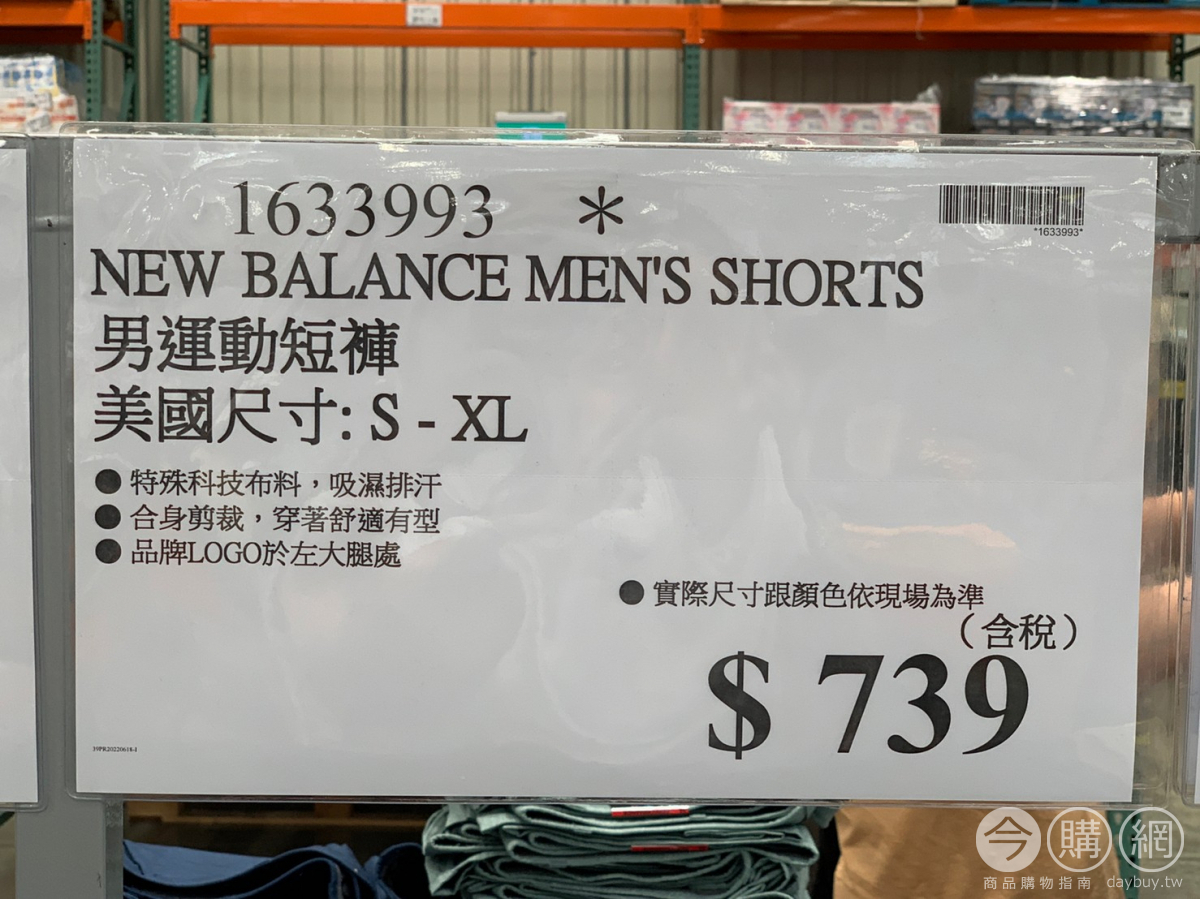 1633993 *
*1633993*
NEW BALANCE MEN'S SHORTS
男運動短褲
美國尺寸: S - XL
● 特殊科技布料，吸濕排汗
● 合身剪裁，穿著舒適有型
● 品牌LOGO於左大腿處
● 實際尺寸跟顏色依現場為準
（含稅）
$ 739
19PR20220618-1
今購網
商品購物指南 daybuy.tw